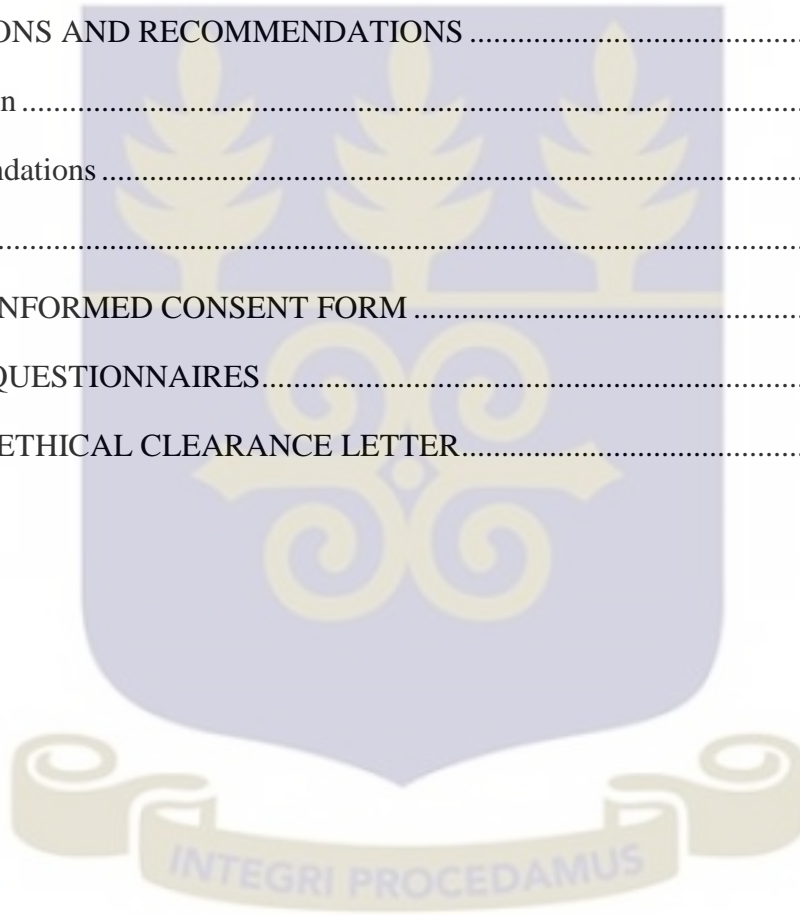 ONS AND RECOMMENDATIONS ................................................
n ................................................................................
ndations ......................................................................
................................................................................
NFORMED CONSENT FORM ................................................
QUESTIONNAIRES................................................................
ETHICAL CLEARANCE LETTER............................................
INTEGRI PROCEDAMUS